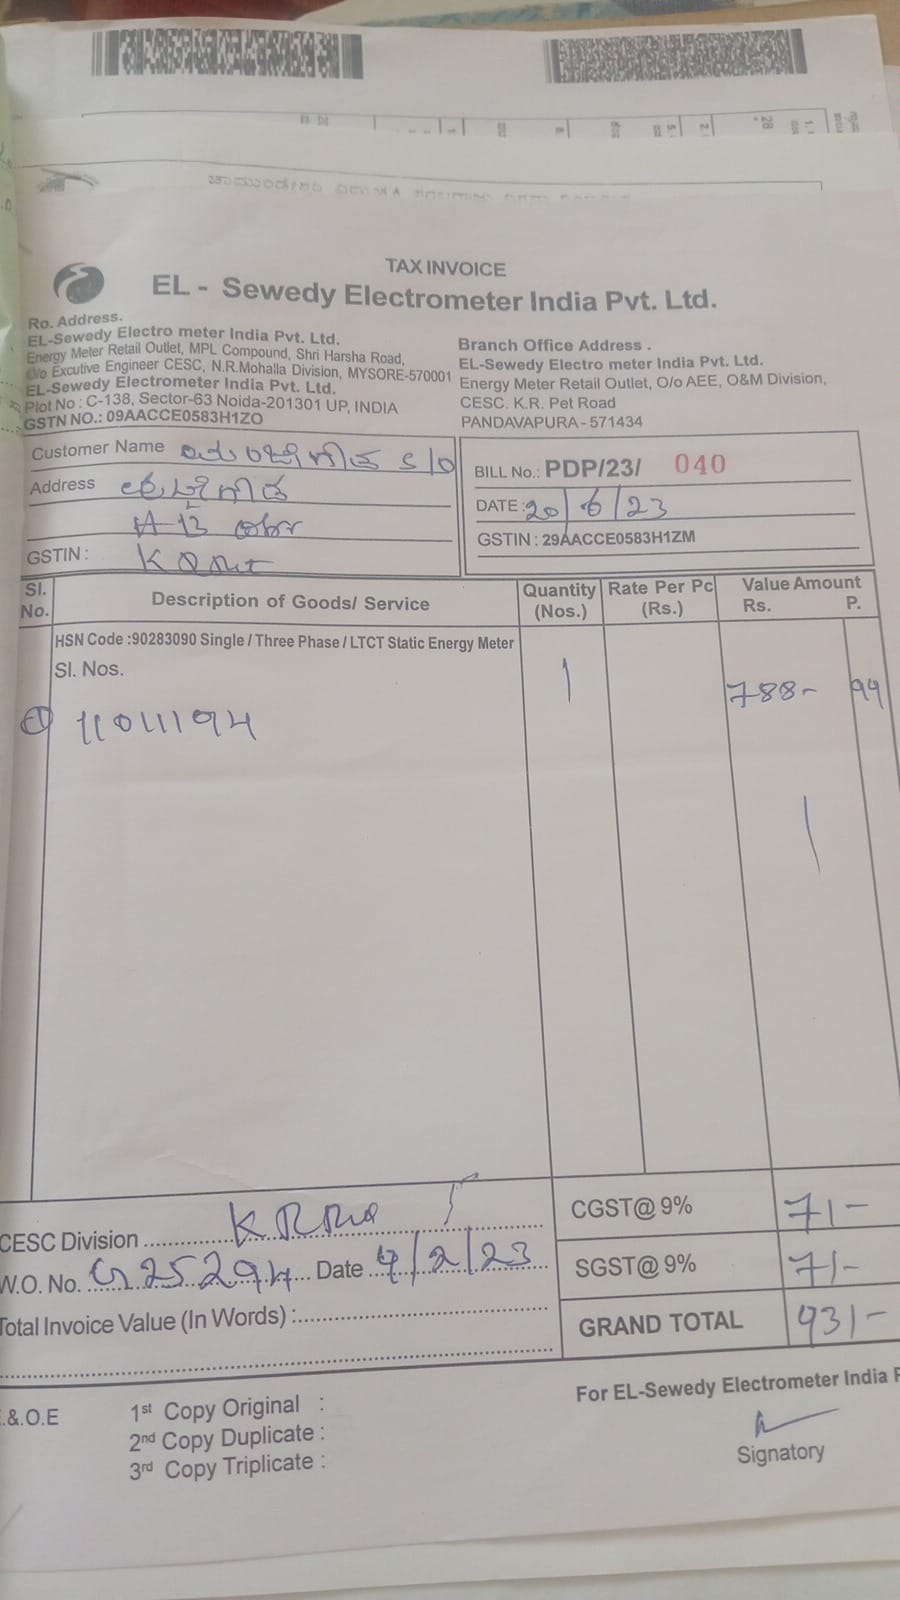 TAX INVOICE
EL - Sewedy Electrometer India Pvt. Ltd.
Ro. Address.
EL-Sewedy Electro meter India Pvt. Ltd.
Energy Meter Retail Outlet, MPL Compound, Shri Harsha Road,
O/o Excutive Engineer CESC, N.R.Mohalla Division, MYSORE-570001
EL-Sewedy Electrometer India Pvt. Ltd.
Plot No : C-138, Sector-63 Noida-201301 UP, INDIA
GSTN NO.: 09AACCE0583H1ZO
Branch Office Address .
EL-Sewedy Electro meter India Pvt. Ltd.
Energy Meter Retail Outlet, O/o AEE, O&M Division,
CESC. K.R. Pet Road
PANDAVAPURA - 571434
Customer Name S/O
Address
GSTIN :
BILL No.: PDP/23/ 040
DATE : 20/6/23
GSTIN : 29AACCE0583H1ZM
Sl. No. Description of Goods/ Service Quantity (Nos.) Rate Per Pc (Rs.) Value Amount Rs. P.
HSN Code :90283090 Single / Three Phase / LTCT Static Energy Meter
Sl. Nos. 1 788- 94
11011194
CESC Division
W.O. No. 25294 Date 4/2/23
Total Invoice Value (In Words) :
CGST@ 9% 71-
SGST@ 9% 71-
GRAND TOTAL 931-
E.&.O.E
1st Copy Original :
2nd Copy Duplicate :
3rd Copy Triplicate :
For EL-Sewedy Electrometer India P
Signatory